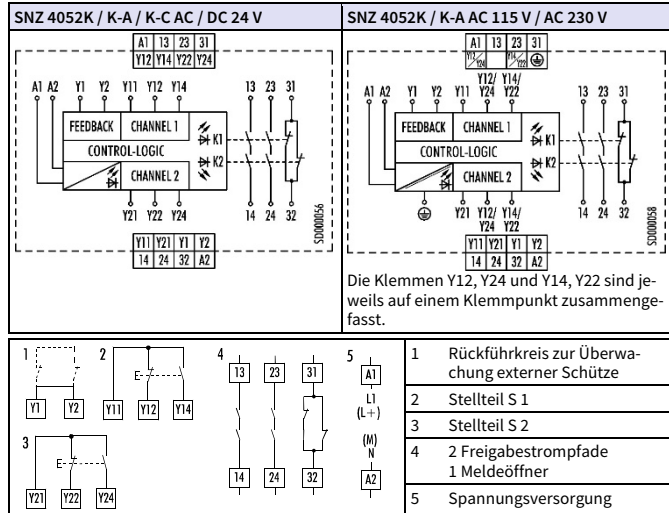 SNZ 4052K / K-A / K-C AC / DC 24 V
A1 13 23 31
Y12 Y14 Y22 Y24
A1 A2 Y1 Y2 Y11 Y12 Y14 13 23 31
FEEDBACK CHANNEL 1
K1
CONTROL-LOGIC
K2
CHANNEL 2
Y21 Y22 Y24 14 24 32
SD000056
Y11 Y21 Y1 Y2
14 24 32 A2
SNZ 4052K / K-A AC 115 V / AC 230 V
A1 13 23 31
Y12/Y24 Y14/Y22
Y12/ Y14/
A1 A2 Y1 Y2 Y11 Y24 Y22 13 23 31
FEEDBACK CHANNEL 1
K1
CONTROL-LOGIC
K2
CHANNEL 2
Y21 Y12/ Y14/ 14 24 32
Y24 Y22
SD000058
Y11 Y21 Y1 Y2
14 24 32 A2
Die Klemmen Y12, Y24 und Y14, Y22 sind je-
weils auf einem Klemmpunkt zusammenge-
fasst.
1
Y1 Y2
2
E
Y11 Y12 Y14
3
E
Y21 Y22 Y24
4
13 23 31
14 24 32
5
A1
L1
(L+)
(M)
N
A2
1 Rückführkreis zur Überwa-
chung externer Schütze
2 Stellteil S 1
3 Stellteil S 2
4 2 Freigabestrompfade
1 Meldeöffner
5 Spannungsversorgung